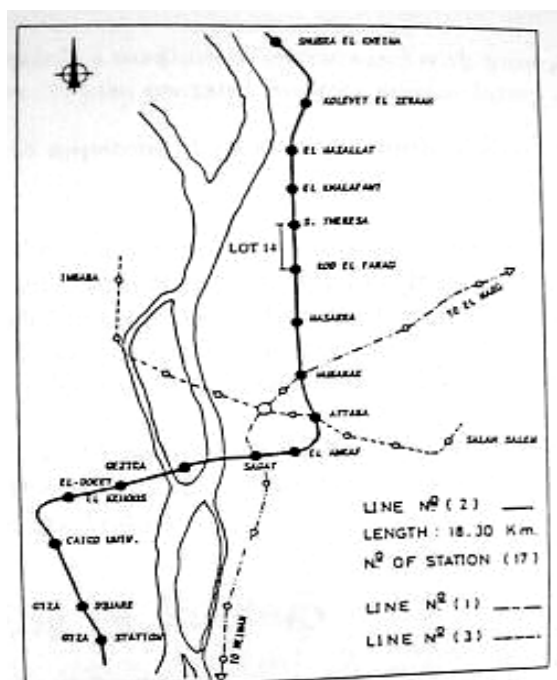 SHUBRA EL KHEIMA
KOLEYET EL ZERAAH
EL MAZALLAT
EL KHALAFAWY
S. THERESA
LOT 14
ROD EL FARAG
IMBABA
TO EL MARG
MASARRA
MUBARAK
ATTABA
SALAH SALEM
GEZIRA
SADAT
EL AWKAF
EL-DOKKI
EL BEHOOS
CAIRO UNIV.
GIZA SQUARE
GIZA STATION
TO HELWAN
LINE Nº (2)
LENGTH : 18.30 Km.
Nº OF STATION (17)
LINE Nº (1)
LINE Nº (3)